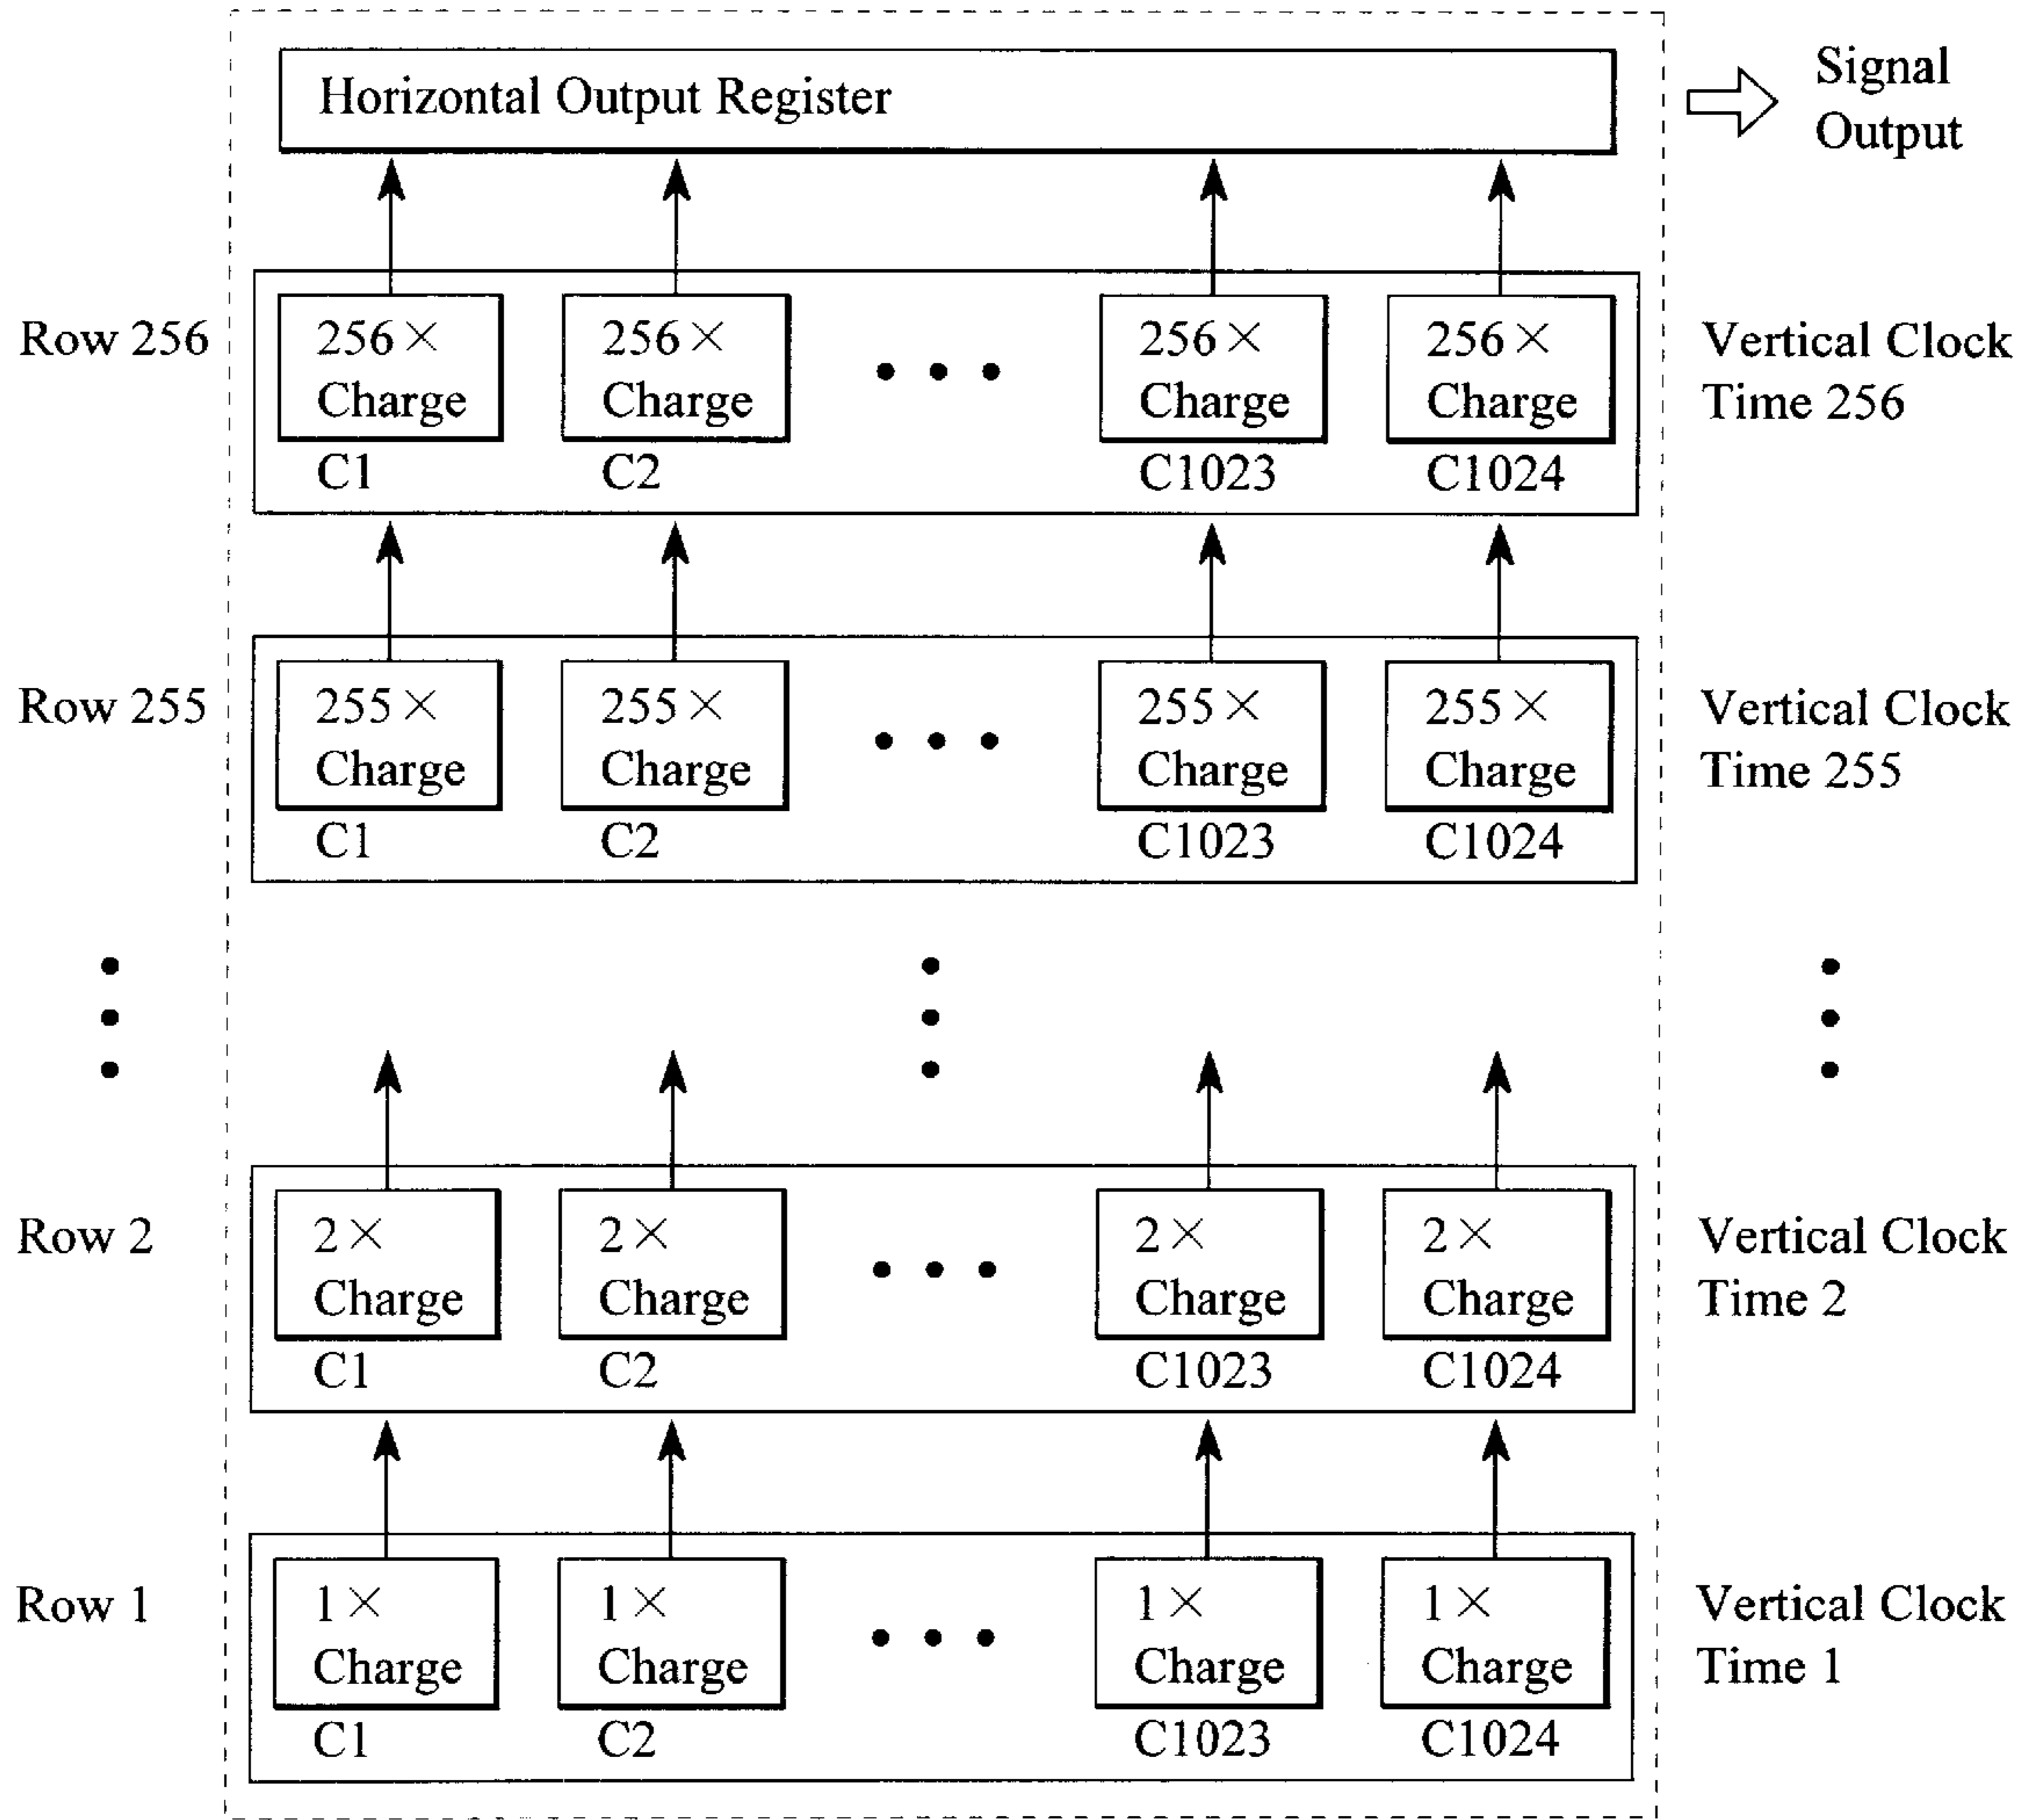 Horizontal Output Register
Signal
Output
Row 256
256 × 256 × 256 × 256 ×
Charge Charge Charge Charge
C1 C2 C1023 C1024
Vertical Clock
Time 256
Row 255
255 × 255 × 255 × 255 ×
Charge Charge Charge Charge
C1 C2 C1023 C1024
Vertical Clock
Time 255
Row 2
2 × 2 × 2 × 2 ×
Charge Charge Charge Charge
C1 C2 C1023 C1024
Vertical Clock
Time 2
Row 1
1 × 1 × 1 × 1 ×
Charge Charge Charge Charge
C1 C2 C1023 C1024
Vertical Clock
Time 1